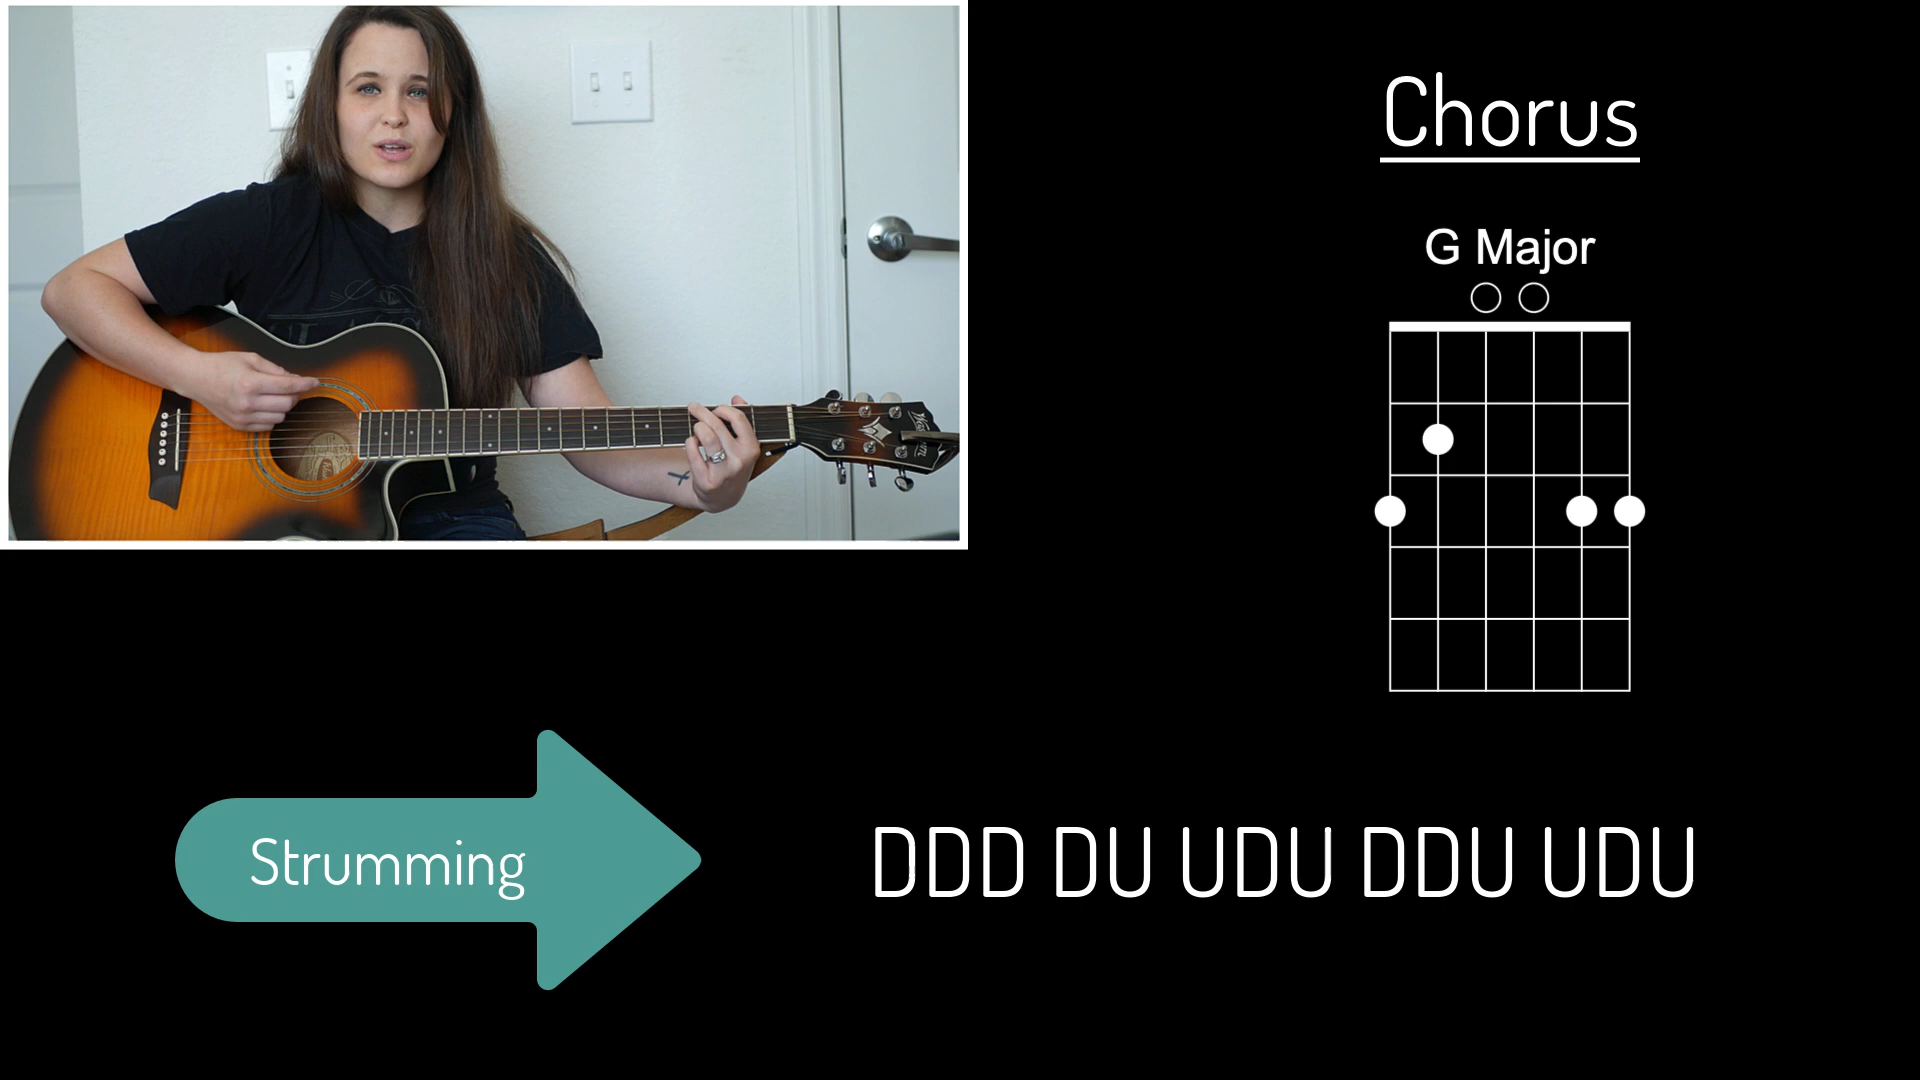 Chorus
G Major
Strumming
DDD DU UDU DDU UDU